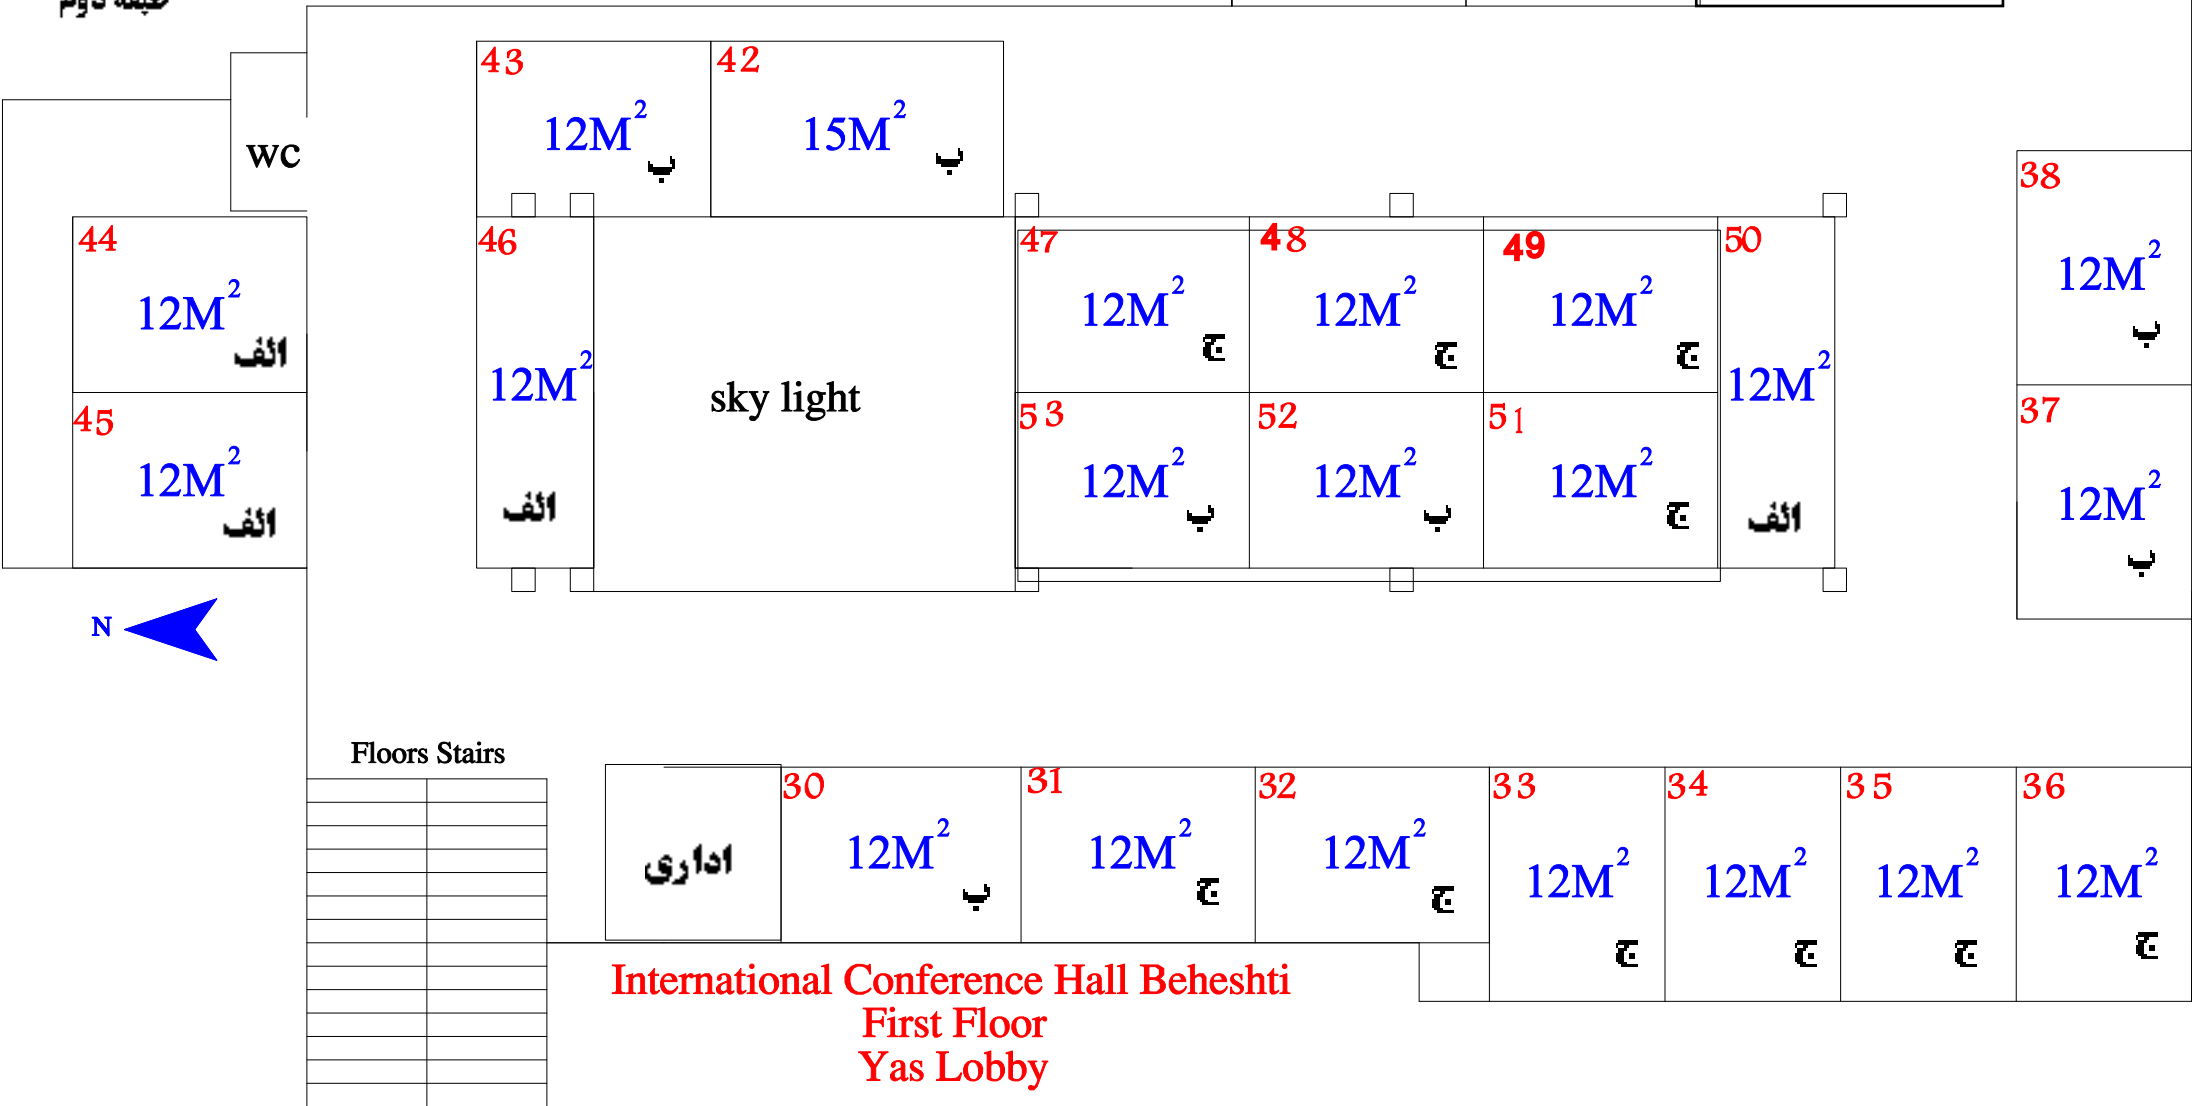 43
12M²
ب
42
15M²
ب
wc
38
12M²
ب
44
12M²
الف
46
12M²
الف
sky light
47
12M²
ج
48
12M²
ج
49
12M²
ج
50
12M²
الف
45
12M²
الف
53
12M²
ب
52
12M²
ب
51
12M²
ج
37
12M²
ب
N
Floors Stairs
اداری
30
12M²
ب
31
12M²
ج
32
12M²
ج
33
12M²
ج
34
12M²
ج
35
12M²
ج
36
12M²
ج
International Conference Hall Beheshti
First Floor
Yas Lobby